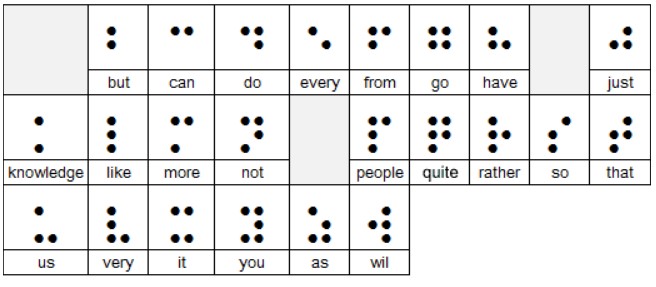 but can do every from go have just
knowledge like more not people quite rather so that
us very it you as wil